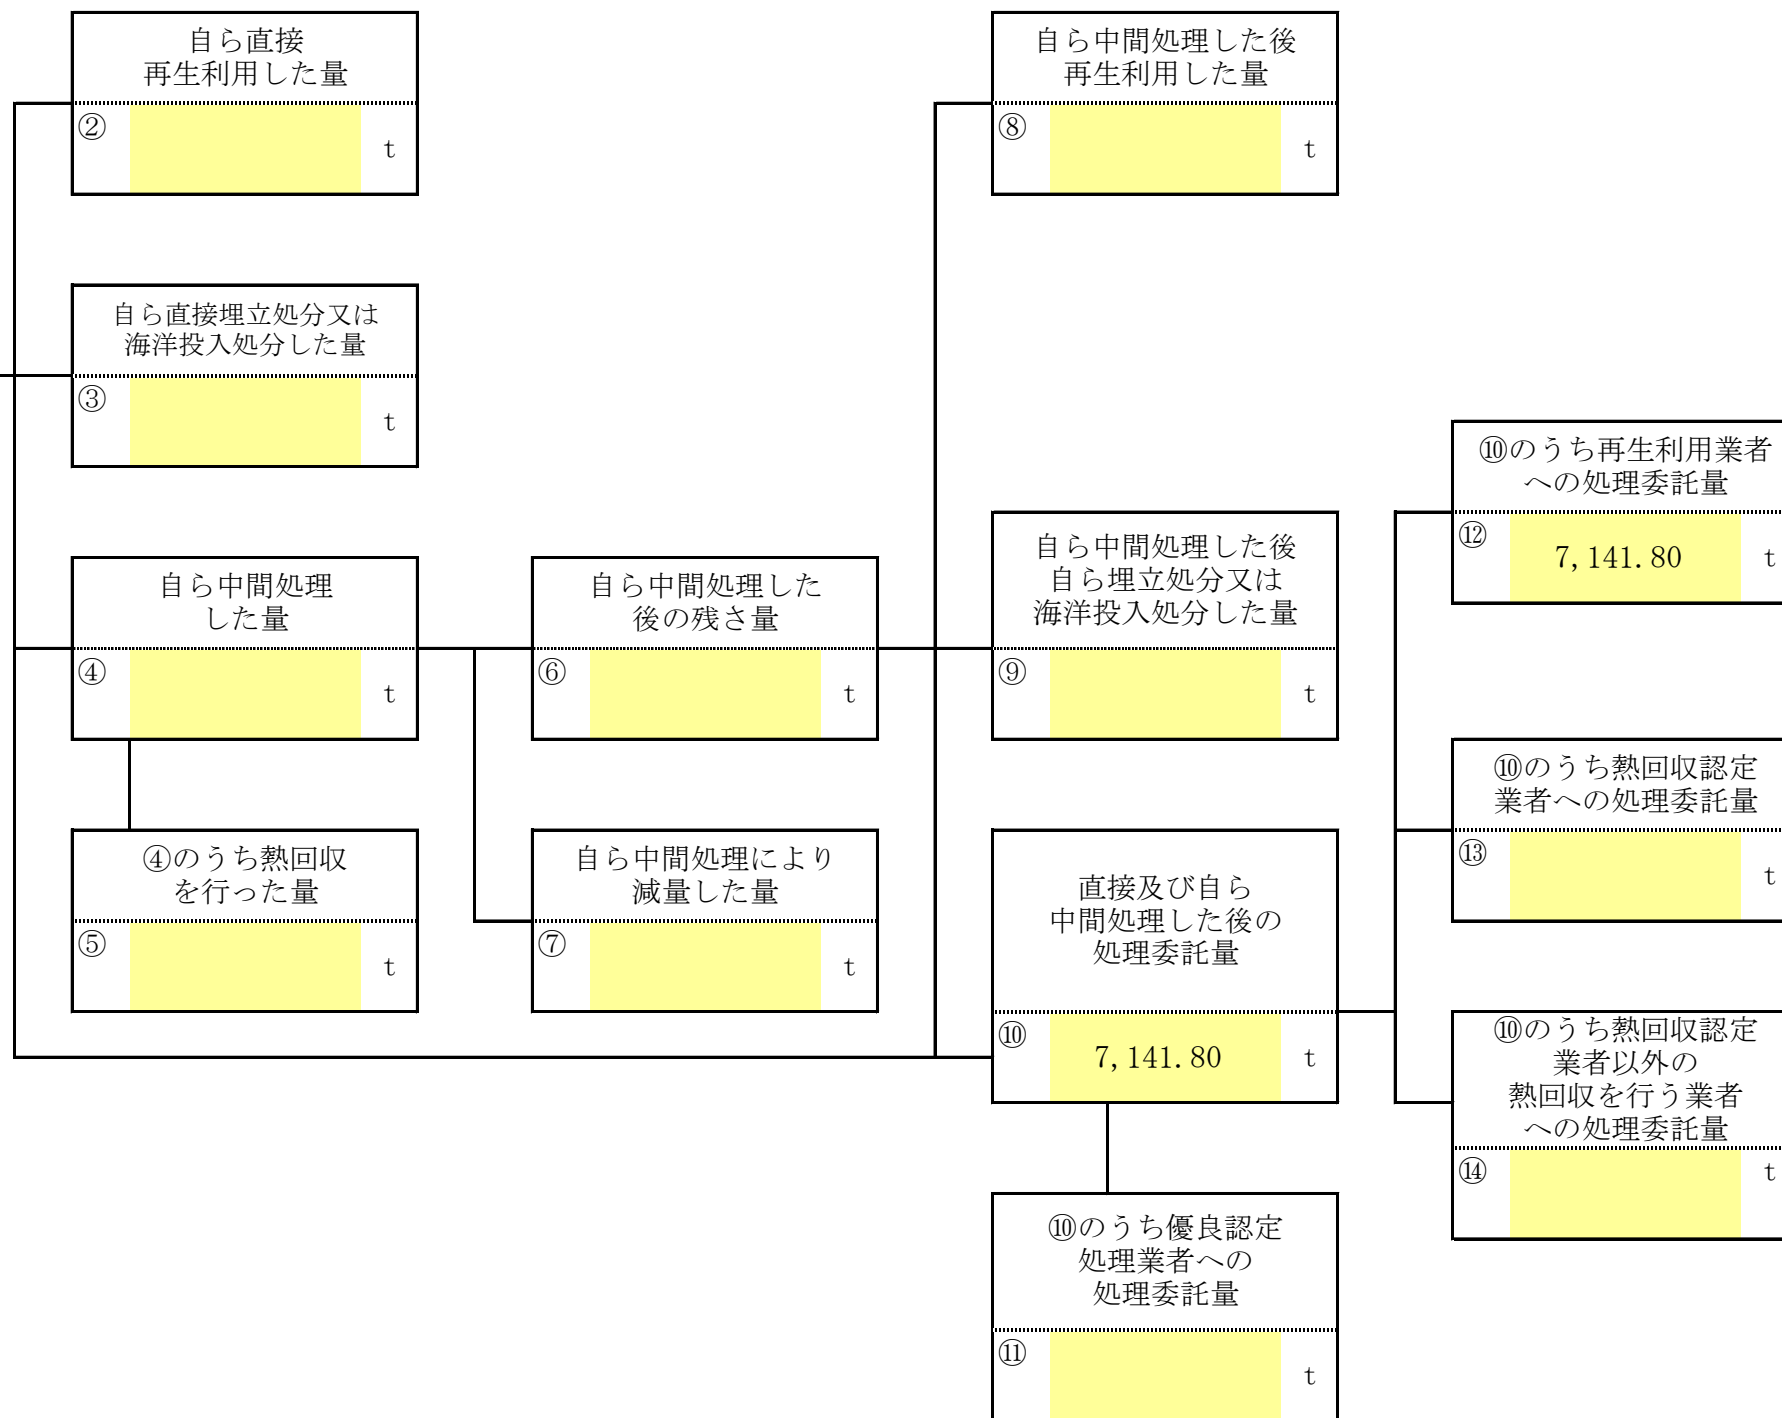 自ら直接
再生利用した量
②
t
自ら中間処理した後
再生利用した量
⑧
t
自ら直接埋立処分又は
海洋投入処分した量
③
t
⑩のうち再生利用業者
への処理委託量
⑫
7,141.80
t
自ら中間処理
した量
④
t
自ら中間処理した
後の残さ量
⑥
t
自ら中間処理した後
自ら埋立処分又は
海洋投入処分した量
⑨
t
⑩のうち熱回収認定
業者への処理委託量
⑬
t
④のうち熱回収
を行った量
⑤
t
自ら中間処理により
減量した量
⑦
t
直接及び自ら
中間処理した後の
処理委託量
⑩
7,141.80
t
⑩のうち熱回収認定
業者以外の
熱回収を行う業者
への処理委託量
⑭
t
⑩のうち優良認定
処理業者への
処理委託量
⑪
t